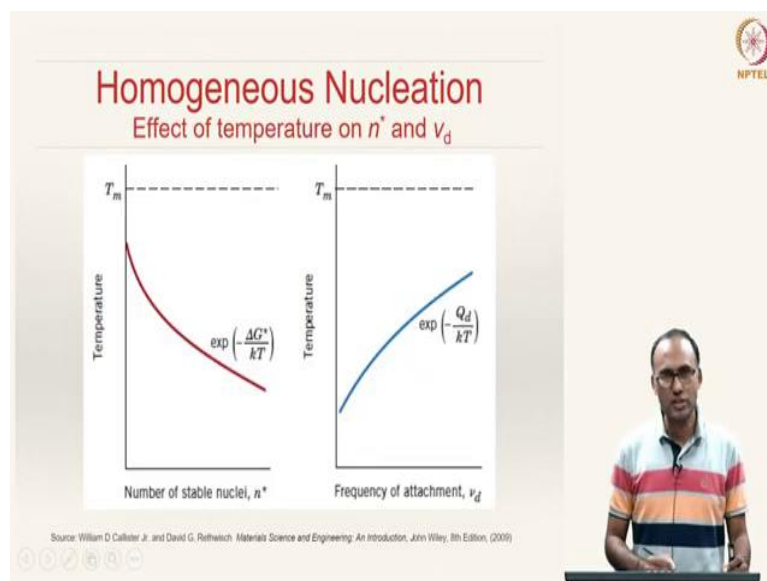 NPTEL
Homogeneous Nucleation
Effect of temperature on n* and νd
Tm
Temperature
exp (-ΔG*/kT)
Number of stable nuclei, n*
Tm
Temperature
exp (-Qd/kT)
Frequency of attachment, νd
Source: William D Callister Jr. and David G. Rethwisch Materials Science and Engineering: An Introduction, John Wiley, 8th Edition, (2009)